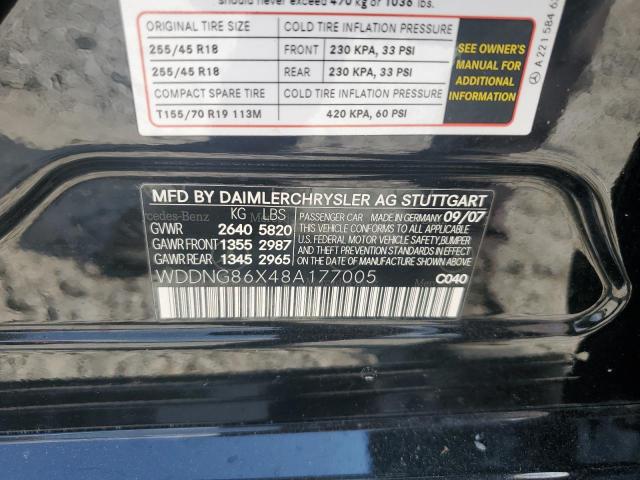 should never exceed 470 kg or 1036 lbs.
ORIGINAL TIRE SIZE COLD TIRE INFLATION PRESSURE
255/45 R18 FRONT 230 KPA, 33 PSI
255/45 R18 REAR 230 KPA, 33 PSI
COMPACT SPARE TIRE COLD TIRE INFLATION PRESSURE
T155/70 R19 113M 420 KPA, 60 PSI
SEE OWNER'S
MANUAL FOR
ADDITIONAL
INFORMATION
A 221 584
MFD BY DAIMLERCHRYSLER AG STUTTGART
KG LBS
GVWR 2640 5820
GAWR FRONT 1355 2987
GAWR REAR 1345 2965
PASSENGER CAR MADE IN GERMANY 09/07
THIS VEHICLE CONFORMS TO ALL APPLICABLE
U.S. FEDERAL MOTOR VEHICLE SAFETY, BUMPER
AND THEFT PREVENTION STANDARDS IN EFFECT
ON THE DATE OF MANUFACTURE SHOWN ABOVE.
WDDNG86X48A177005
C040